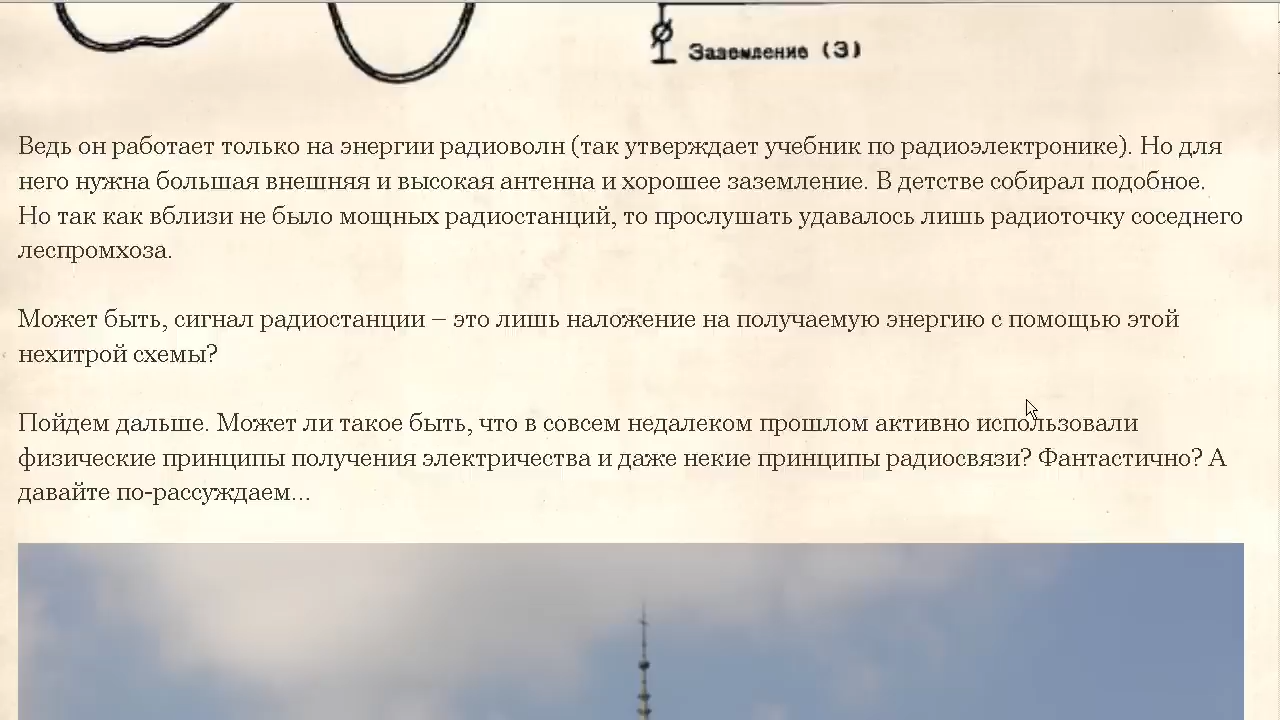 Заземление (З)
Ведь он работает только на энергии радиоволн (так утверждает учебник по радиоэлектронике). Но для
него нужна большая внешняя и высокая антенна и хорошее заземление. В детстве собирал подобное.
Но так как вблизи не было мощных радиостанций, то прослушать удавалось лишь радиоточку соседнего
леспромхоза.
Может быть, сигнал радиостанции – это лишь наложение на получаемую энергию с помощью этой
нехитрой схемы?
Пойдем дальше. Может ли такое быть, что в совсем недалеком прошлом активно использовали
физические принципы получения электричества и даже некие принципы радиосвязи? Фантастично? А
давайте по-рассуждаем...